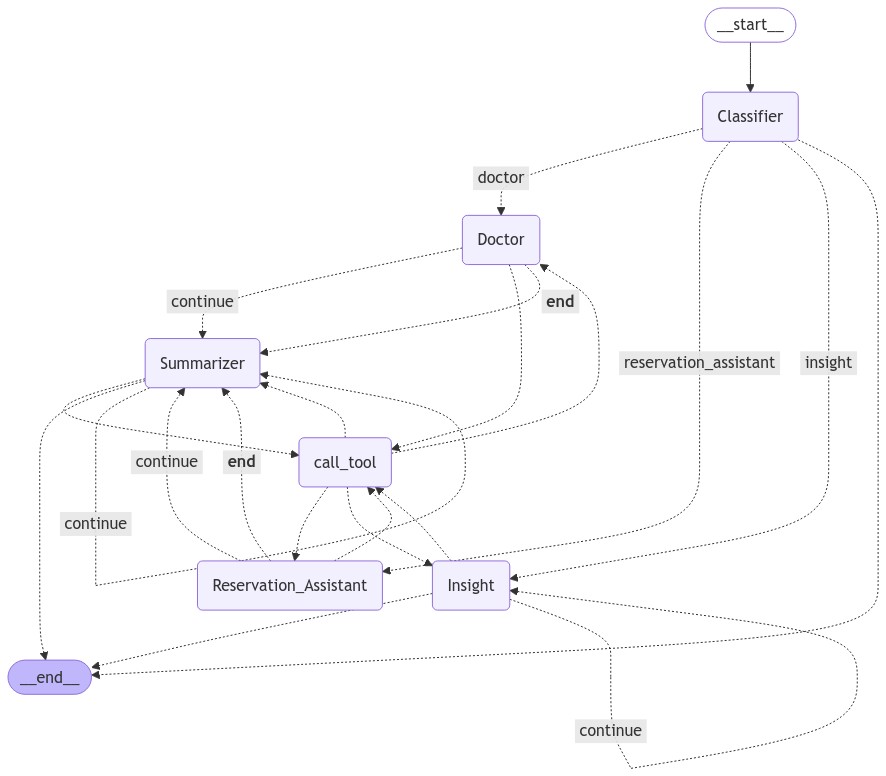 __start__
Classifier
doctor
Doctor
continue
end
Summarizer
reservation_assistant
insight
continue
end
call_tool
continue
Reservation_Assistant
Insight
__end__
continue